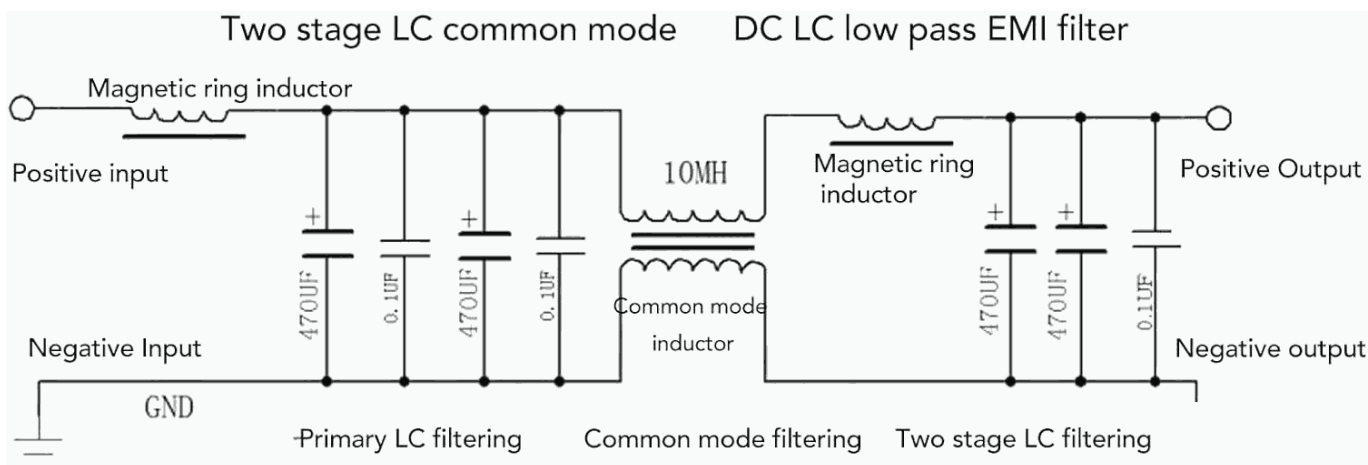 Two stage LC common mode DC LC low pass EMI filter
Magnetic ring inductor
Positive input
10MH
Magnetic ring
inductor
Positive Output
+
470UF
0.1UF
+
470UF
0.1UF
Common mode
inductor
+
470UF
+
470UF
0.1UF
Negative Input
Negative output
GND
Primary LC filtering
Common mode filtering
Two stage LC filtering